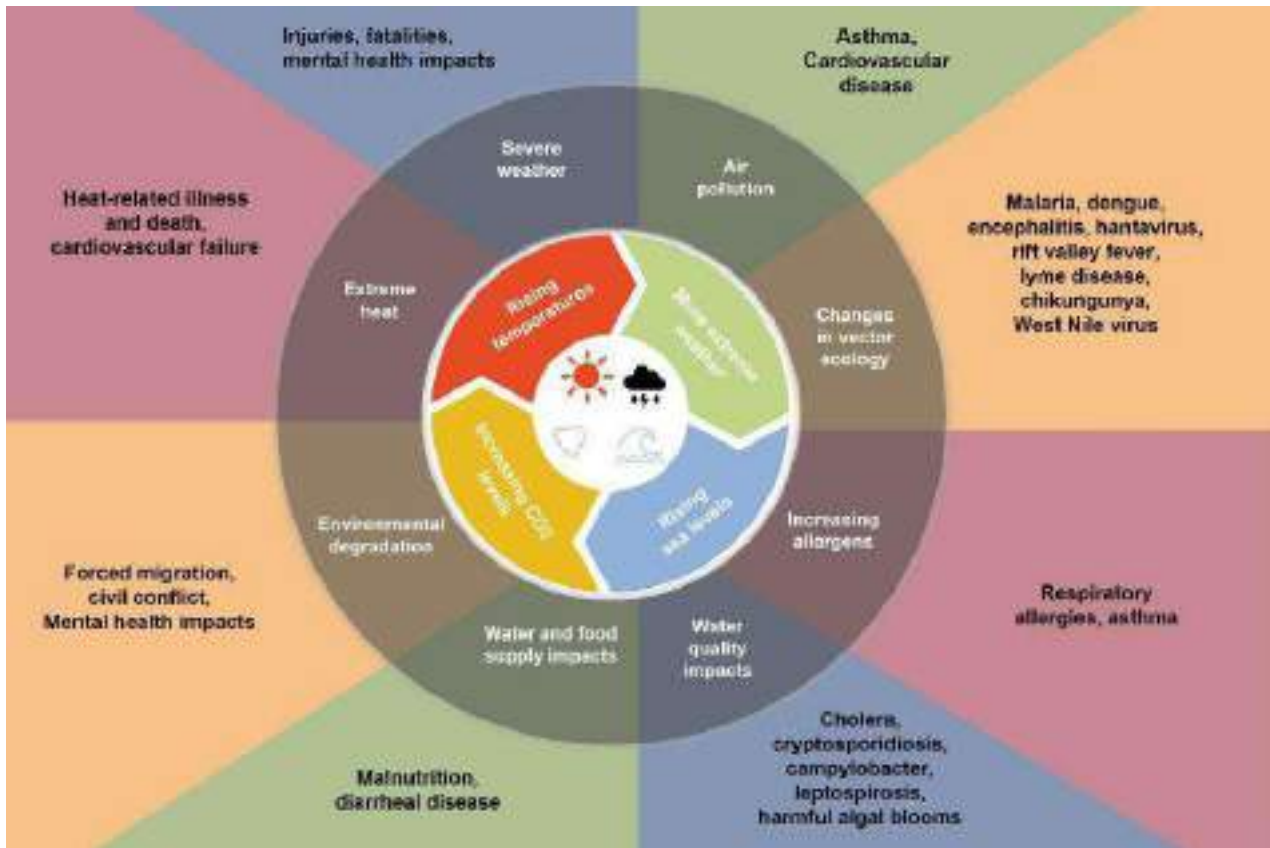 Injuries, fatalities,
mental health impacts
Asthma,
Cardiovascular
disease
Severe
weather
Air
pollution
Heat-related illness
and death,
cardiovascular failure
Malaria, dengue,
encephalitis, hantavirus,
rift valley fever,
lyme disease,
chikungunya,
West Nile virus
Extreme
heat
Rising
temperatures
More extreme
weather
Changes
in vector
ecology
Increasing CO2
levels
Rising
sea levels
Environmental
degradation
Increasing
allergens
Forced migration,
civil conflict,
Mental health impacts
Respiratory
allergies, asthma
Water and food
supply impacts
Water
quality
impacts
Malnutrition,
diarrheal disease
Cholera,
cryptosporidiosis,
campylobacter,
leptospirosis,
harmful algal blooms